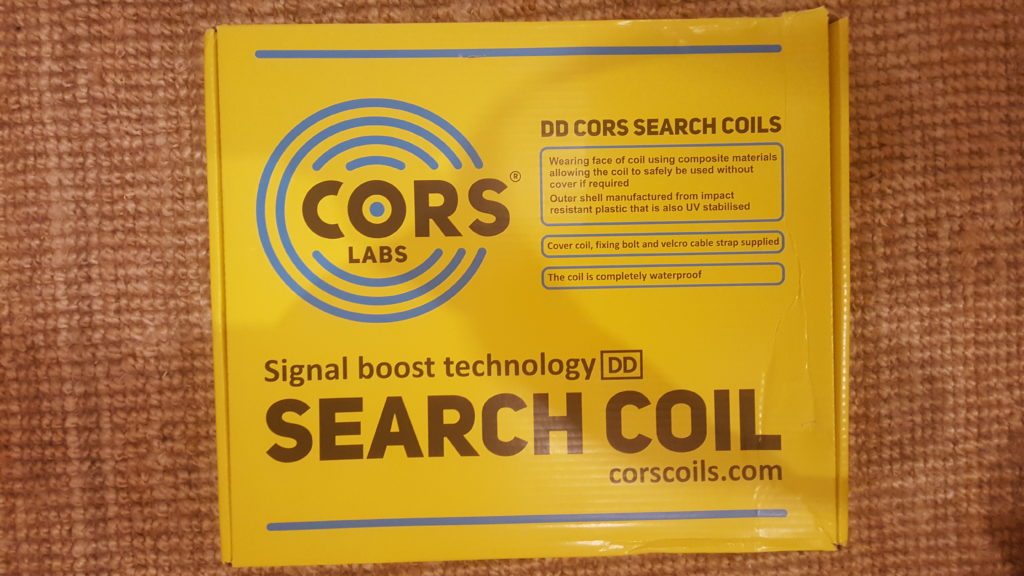 CORS®
LABS
DD CORS SEARCH COILS
Wearing face of coil using composite materials
allowing the coil to safely be used without
cover if required
Outer shell manufactured from impact
resistant plastic that is also UV stabilised
Cover coil, fixing bolt and velcro cable strap supplied
The coil is completely waterproof
Signal boost technology DD
SEARCH COIL
corscoils.com